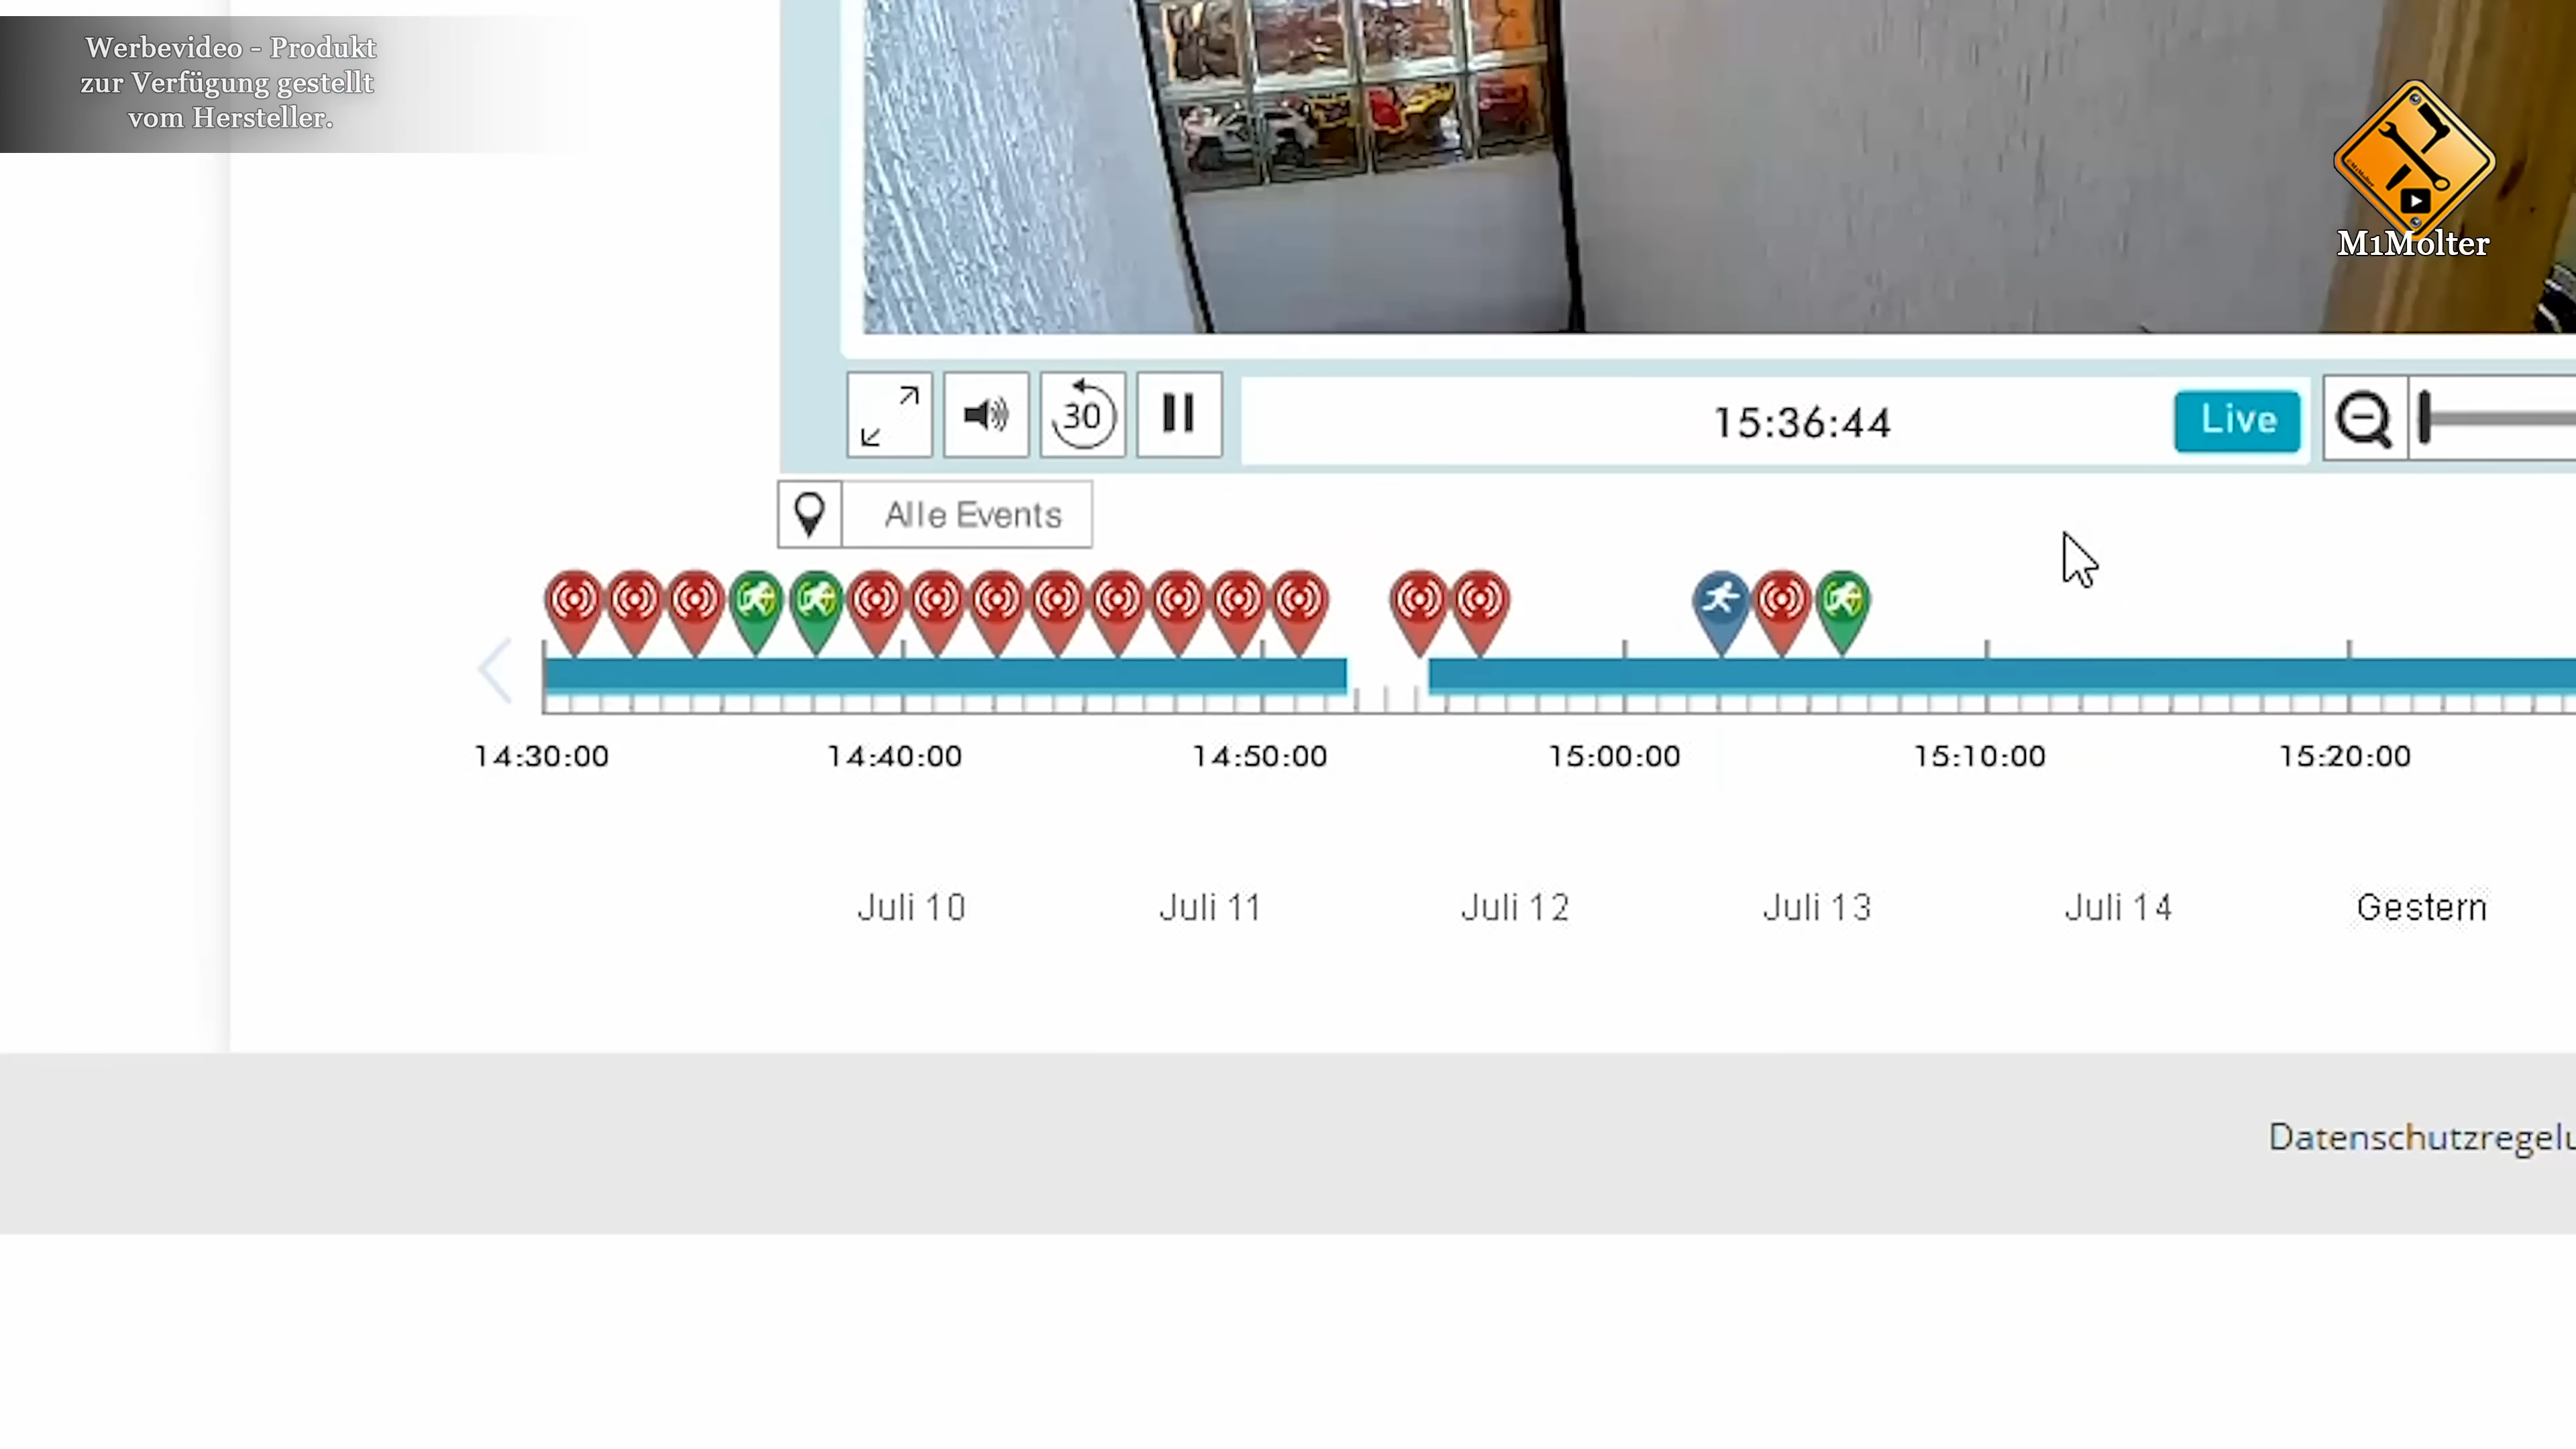 Werbevideo - Produkt
zur Verfügung gestellt
vom Hersteller.
M1Molter
30
15:36:44
Live
Alle Events
14:30:00 14:40:00 14:50:00 15:00:00 15:10:00 15:20:00
Juli 10 Juli 11 Juli 12 Juli 13 Juli 14 Gestern